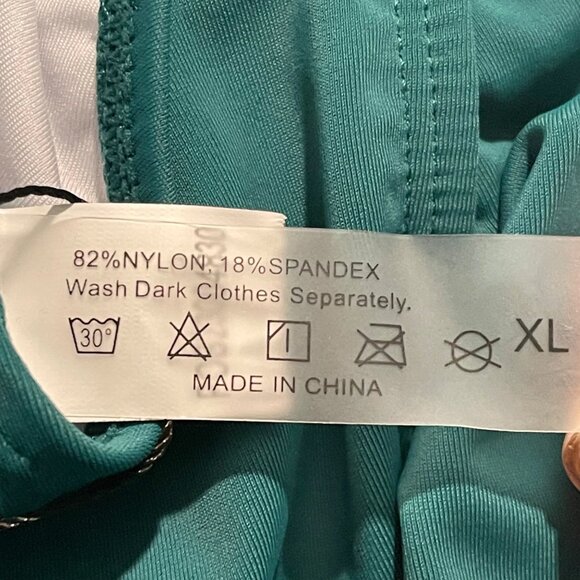 82%NYLON, 18%SPANDEX
Wash Dark Clothes Separately.
30°
XL
MADE IN CHINA